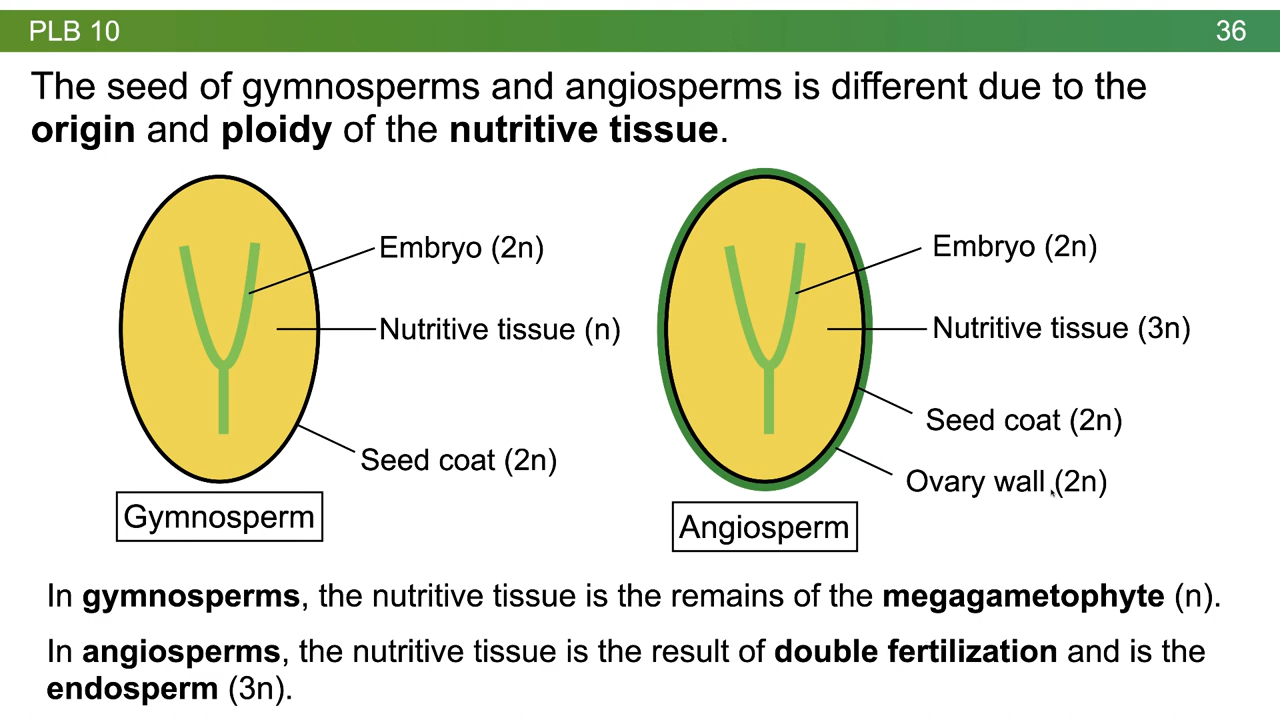 PLB 10
36
The seed of gymnosperms and angiosperms is different due to the
origin and ploidy of the nutritive tissue.
Embryo (2n)
Nutritive tissue (n)
Seed coat (2n)
Gymnosperm
Embryo (2n)
Nutritive tissue (3n)
Seed coat (2n)
Ovary wall (2n)
Angiosperm
In gymnosperms, the nutritive tissue is the remains of the megagametophyte (n).
In angiosperms, the nutritive tissue is the result of double fertilization and is the
endosperm (3n).